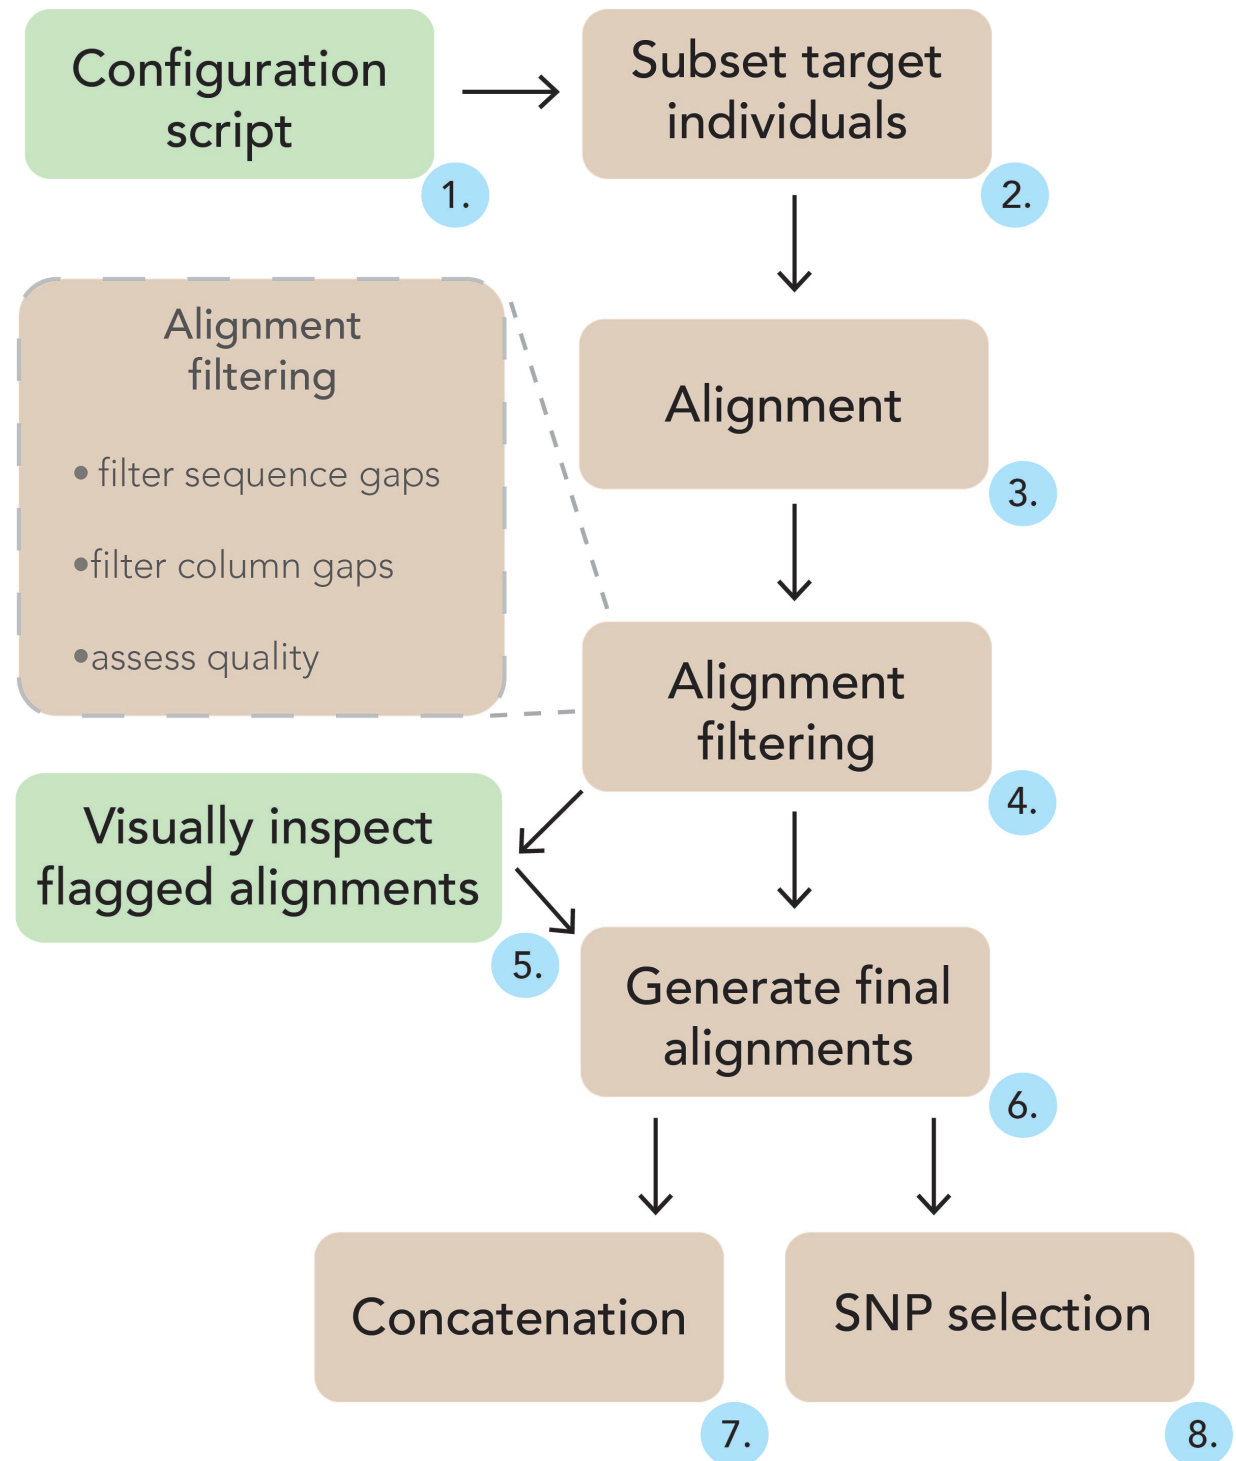 Configuration
script
1.
Subset target
individuals
2.
Alignment
3.
Alignment
filtering
• filter sequence gaps
•filter column gaps
•assess quality
Alignment
filtering
4.
Visually inspect
flagged alignments
5.
Generate final
alignments
6.
Concatenation
7.
SNP selection
8.